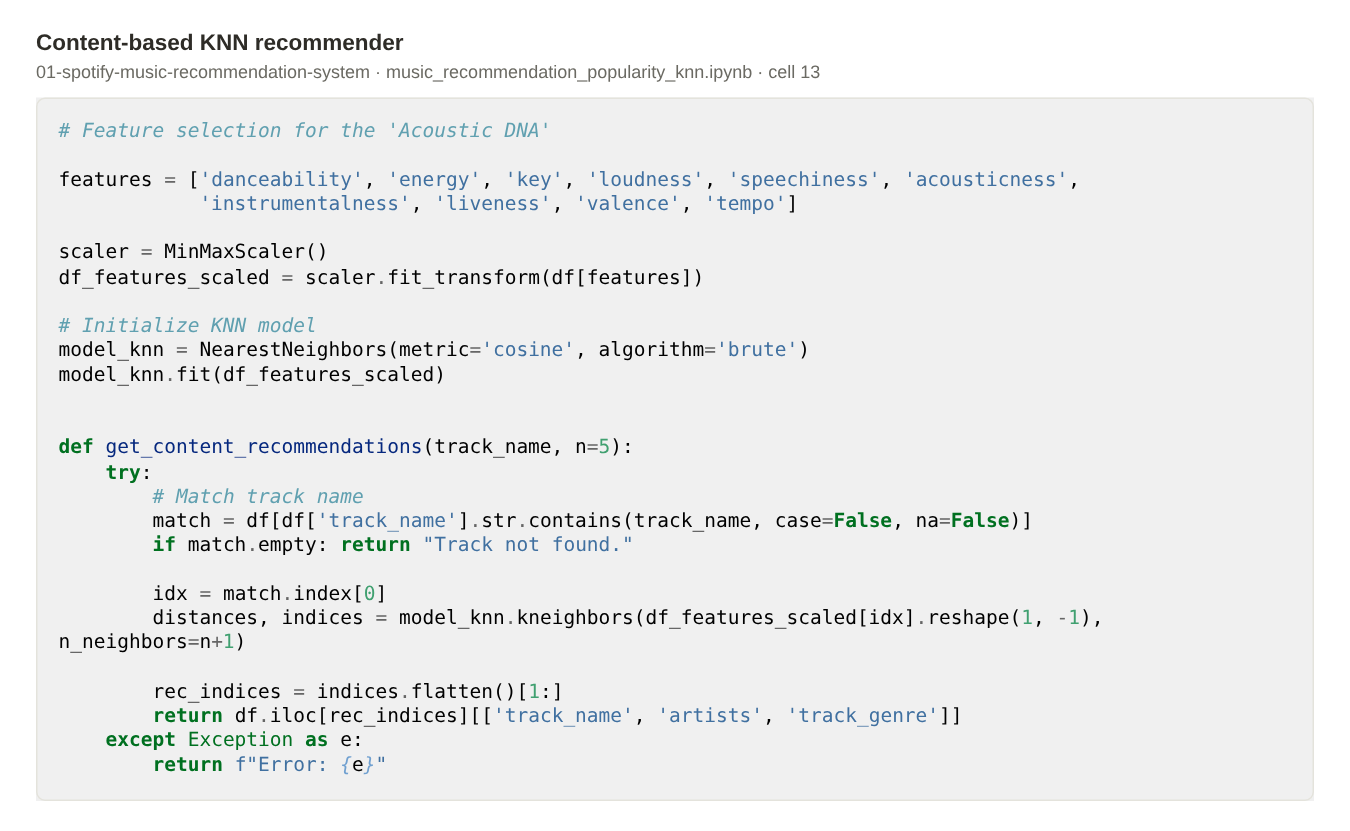 Content-based KNN recommender
01-spotify-music-recommendation-system · music_recommendation_popularity_knn.ipynb · cell 13
# Feature selection for the 'Acoustic DNA'

features = ['danceability', 'energy', 'key', 'loudness', 'speechiness', 'acousticness',
            'instrumentalness', 'liveness', 'valence', 'tempo']

scaler = MinMaxScaler()
df_features_scaled = scaler.fit_transform(df[features])

# Initialize KNN model
model_knn = NearestNeighbors(metric='cosine', algorithm='brute')
model_knn.fit(df_features_scaled)


def get_content_recommendations(track_name, n=5):
    try:
        # Match track name
        match = df[df['track_name'].str.contains(track_name, case=False, na=False)]
        if match.empty: return "Track not found."

        idx = match.index[0]
        distances, indices = model_knn.kneighbors(df_features_scaled[idx].reshape(1, -1),
n_neighbors=n+1)

        rec_indices = indices.flatten()[1:]
        return df.iloc[rec_indices][['track_name', 'artists', 'track_genre']]
    except Exception as e:
        return f"Error: {e}"